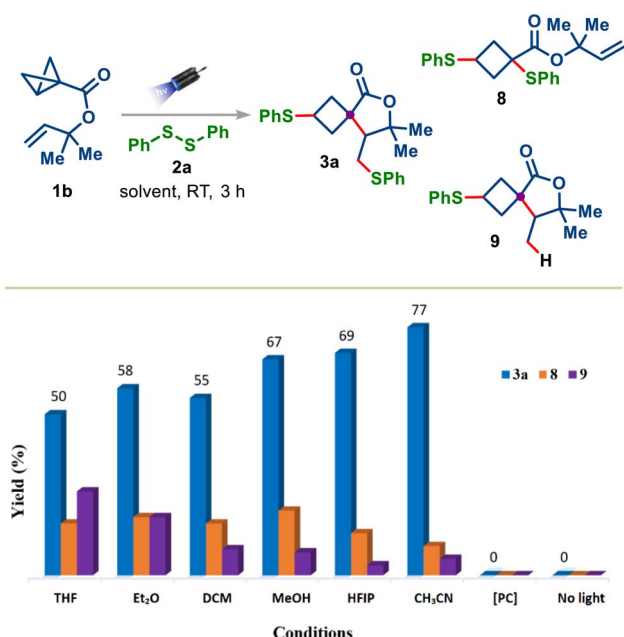 O
O
Me
Me
1b
hν
Ph
S
S
Ph
2a
solvent, RT, 3 h
PhS
O
O
Me
Me
SPh
3a
PhS
SPh
O
O
Me
Me
8
PhS
O
O
Me
Me
H
9
Yield (%)
50
58
55
67
69
77
0
0
3a
8
9
THF
Et₂O
DCM
MeOH
HFIP
CH₃CN
[PC]
No light
Conditions